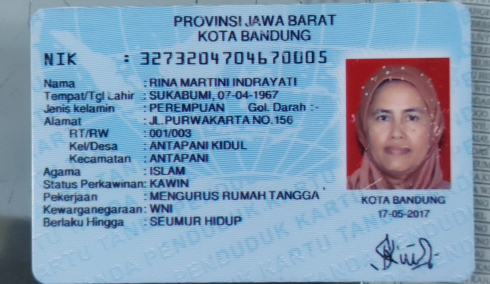 PROVINSI JAWA BARAT
KOTA BANDUNG
NIK : 3273204704670005
Nama : RINA MARTINI INDRAYATI
Tempat/Tgl Lahir : SUKABUMI, 07-04-1967
Jenis kelamin : PEREMPUAN Gol. Darah :-
Alamat : JL.PURWAKARTA NO.156
RT/RW : 001/003
Kel/Desa : ANTAPANI KIDUL
Kecamatan : ANTAPANI
Agama : ISLAM
Status Perkawinan: KAWIN
Pekerjaan : MENGURUS RUMAH TANGGA
Kewarganegaraan: WNI
Berlaku Hingga : SEUMUR HIDUP
KOTA BANDUNG
17-05-2017